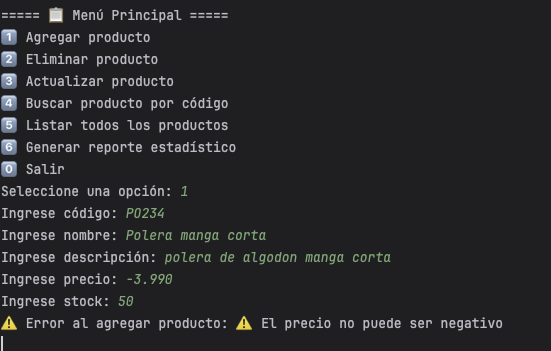 ===== 📋 Menú Principal =====
1️⃣ Agregar producto
2️⃣ Eliminar producto
3️⃣ Actualizar producto
4️⃣ Buscar producto por código
5️⃣ Listar todos los productos
6️⃣ Generar reporte estadístico
0️⃣ Salir
Seleccione una opción: 1
Ingrese código: PO234
Ingrese nombre: Polera manga corta
Ingrese descripción: polera de algodon manga corta
Ingrese precio: -3.990
Ingrese stock: 50
⚠️ Error al agregar producto: ⚠️ El precio no puede ser negativo